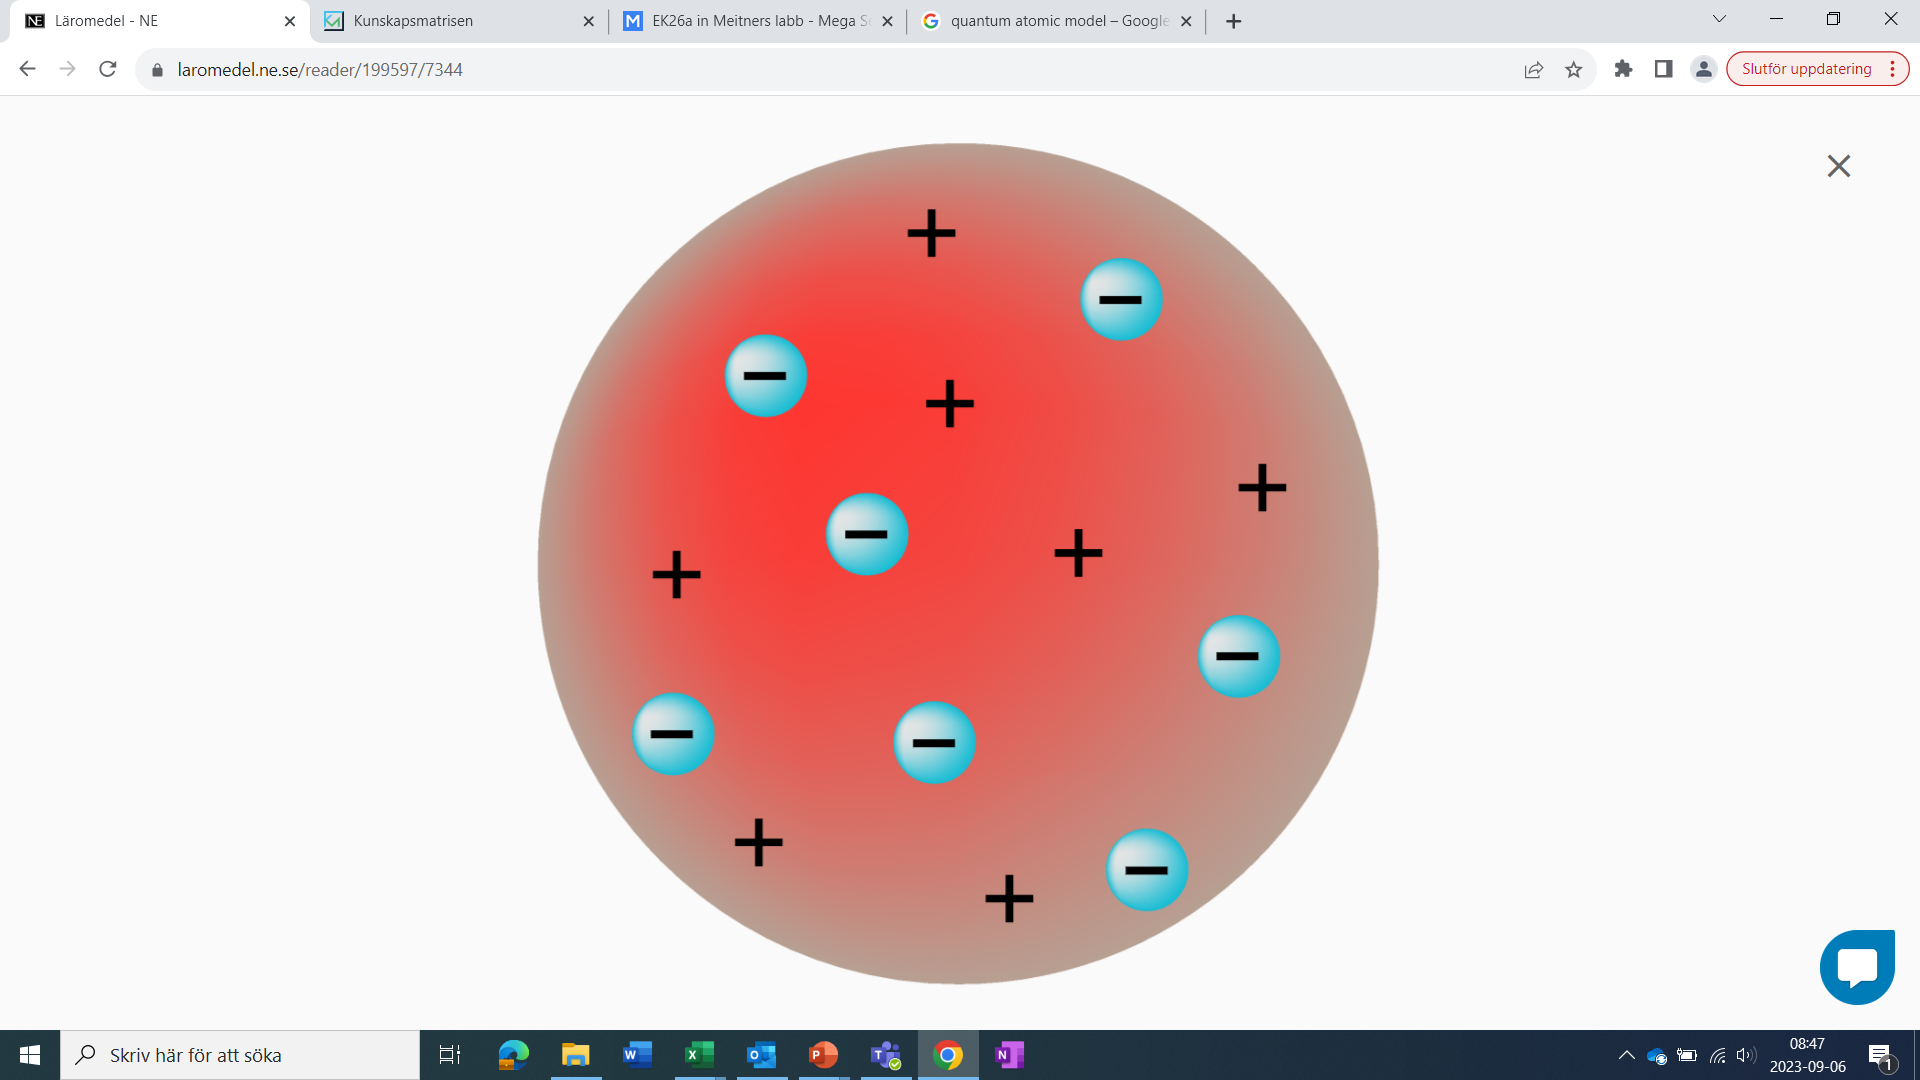 Läromedel - NE
Kunskapsmatrisen
EK26a in Meitners labb - Mega S
quantum atomic model – Google
laromedel.ne.se/reader/199597/7344
Slutför uppdatering
+
−
−
+
+
−
+
+
−
−
−
+
−
+
Skriv här för att söka
08:47
2023-09-06
1